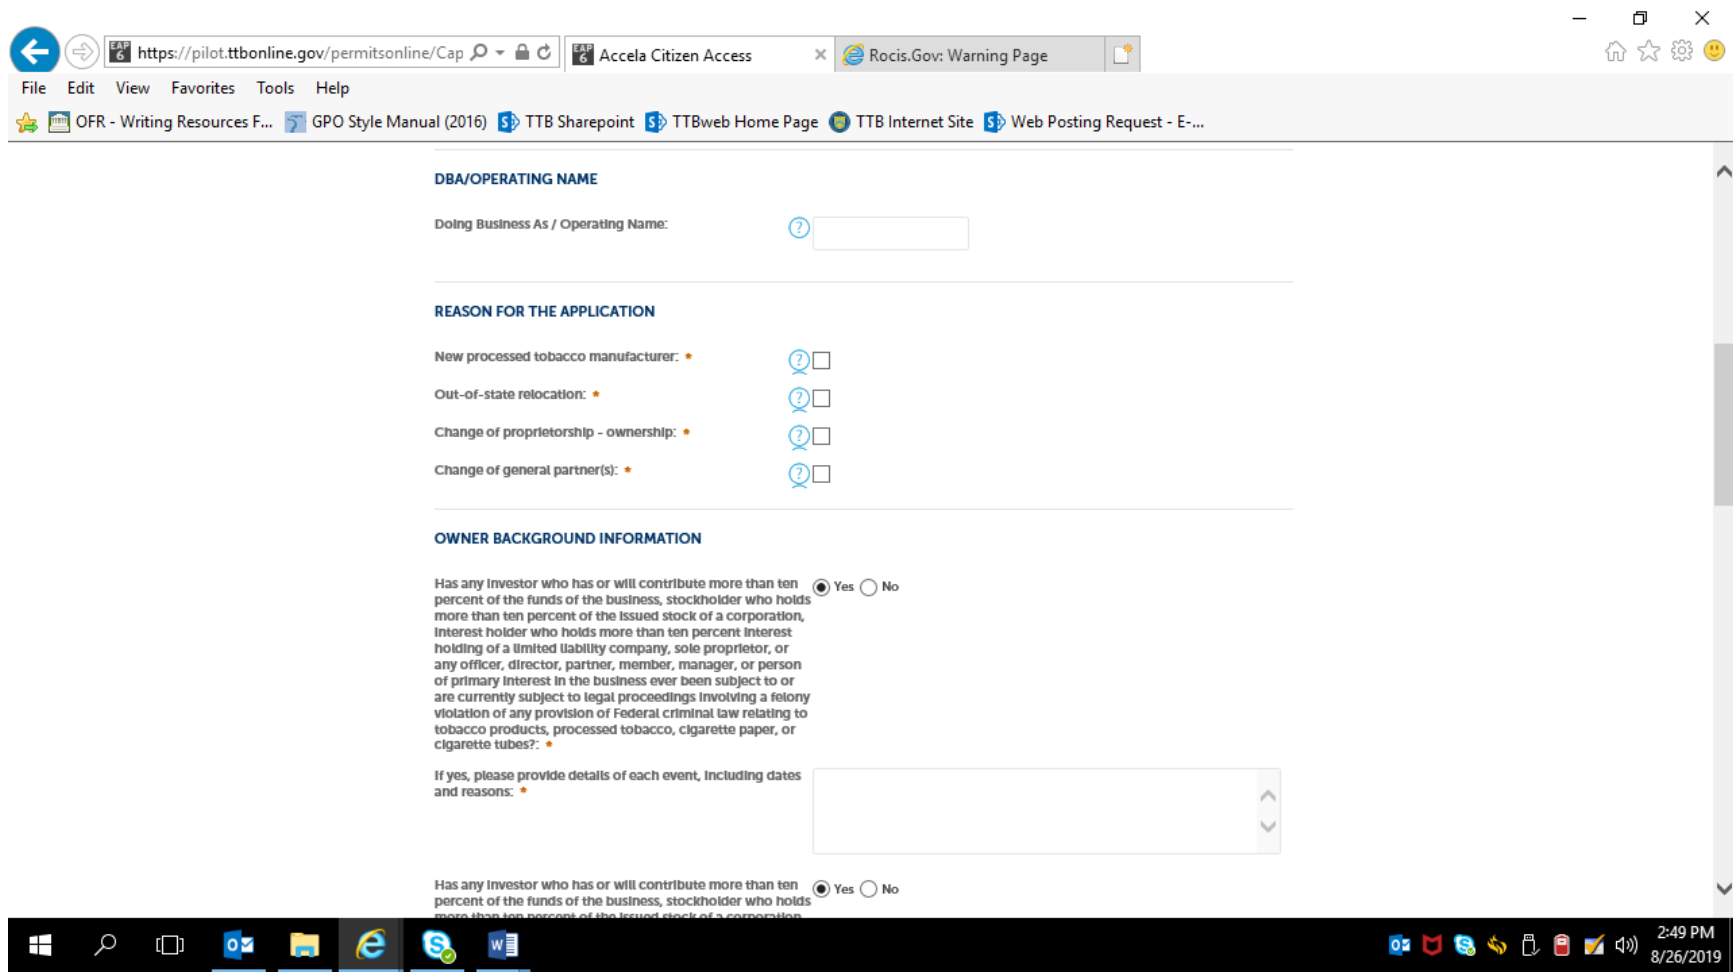 https://pilot.ttbonline.gov/permitsonline/Cap
Accela Citizen Access
Rocis.Gov: Warning Page
File Edit View Favorites Tools Help
OFR - Writing Resources F... GPO Style Manual (2016) TTB Sharepoint TTBweb Home Page TTB Internet Site Web Posting Request - E-...
DBA/OPERATING NAME
Doing Business As / Operating Name:
REASON FOR THE APPLICATION
New processed tobacco manufacturer: *
Out-of-state relocation: *
Change of proprietorship - ownership: *
Change of general partner(s): *
OWNER BACKGROUND INFORMATION
Has any investor who has or will contribute more than ten
percent of the funds of the business, stockholder who holds
more than ten percent of the issued stock of a corporation,
interest holder who holds more than ten percent interest
holding of a limited liability company, sole proprietor, or
any officer, director, partner, member, manager, or person
of primary interest in the business ever been subject to or
are currently subject to legal proceedings involving a felony
violation of any provision of Federal criminal law relating to
tobacco products, processed tobacco, cigarette paper, or
cigarette tubes?: *
Yes No
If yes, please provide details of each event, including dates
and reasons: *
Has any investor who has or will contribute more than ten
percent of the funds of the business, stockholder who holds
more than ten percent of the issued stock of a corporation
Yes No
2:49 PM
8/26/2019